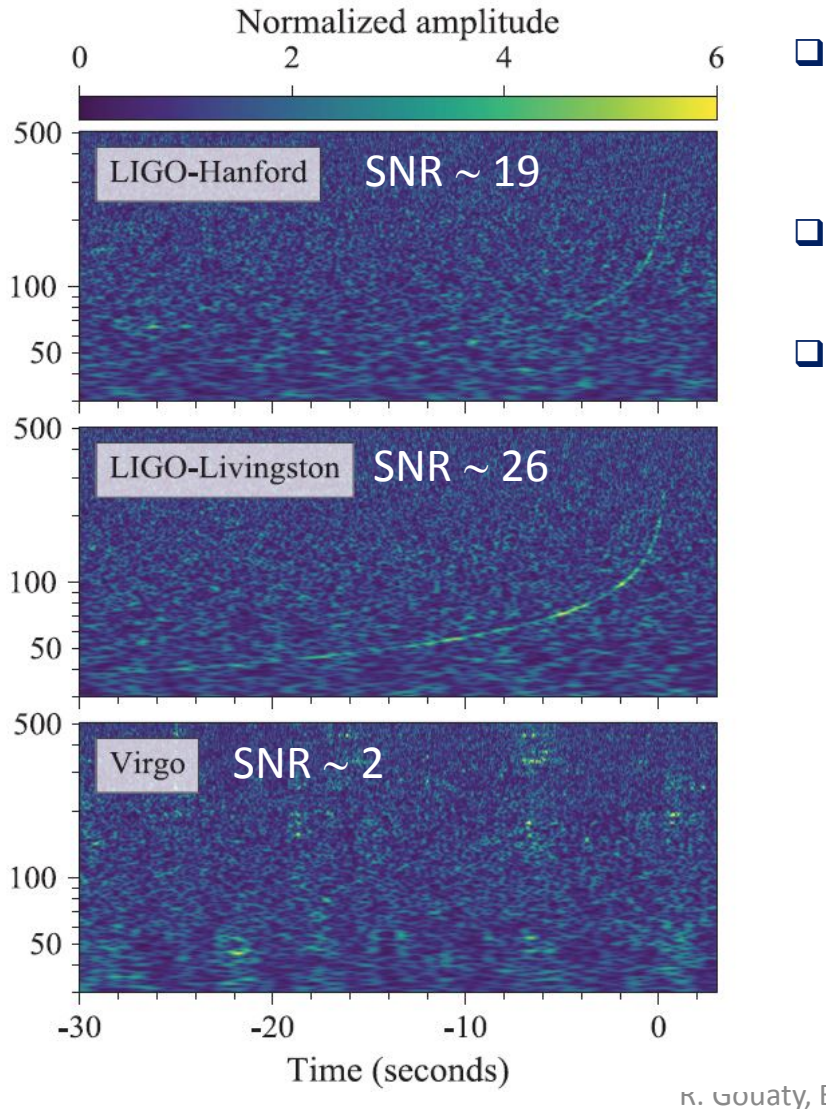 Normalized amplitude
0 2 4 6
500
LIGO-Hanford SNR ~ 19
100
50
500
LIGO-Livingston SNR ~ 26
100
50
500
Virgo SNR ~ 2
100
50
-30 -20 -10 0
Time (seconds)
R. Gouaty,